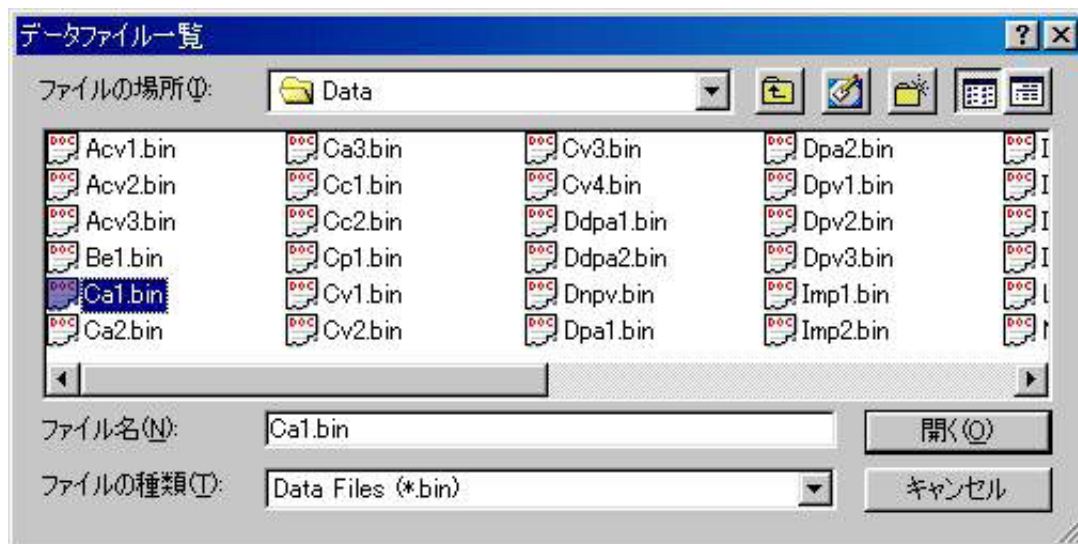 データファイル一覧
ファイルの場所(I):
Data
Acv1.bin
Acv2.bin
Acv3.bin
Be1.bin
Ca1.bin
Ca2.bin
Ca3.bin
Cc1.bin
Cc2.bin
Cp1.bin
Cv1.bin
Cv2.bin
Cv3.bin
Cv4.bin
Ddpa1.bin
Ddpa2.bin
Dnpv.bin
Dpa1.bin
Dpa2.bin
Dpv1.bin
Dpv2.bin
Dpv3.bin
Imp1.bin
Imp2.bin
ファイル名(N):
Ca1.bin
開く(O)
ファイルの種類(T):
Data Files (*.bin)
キャンセル